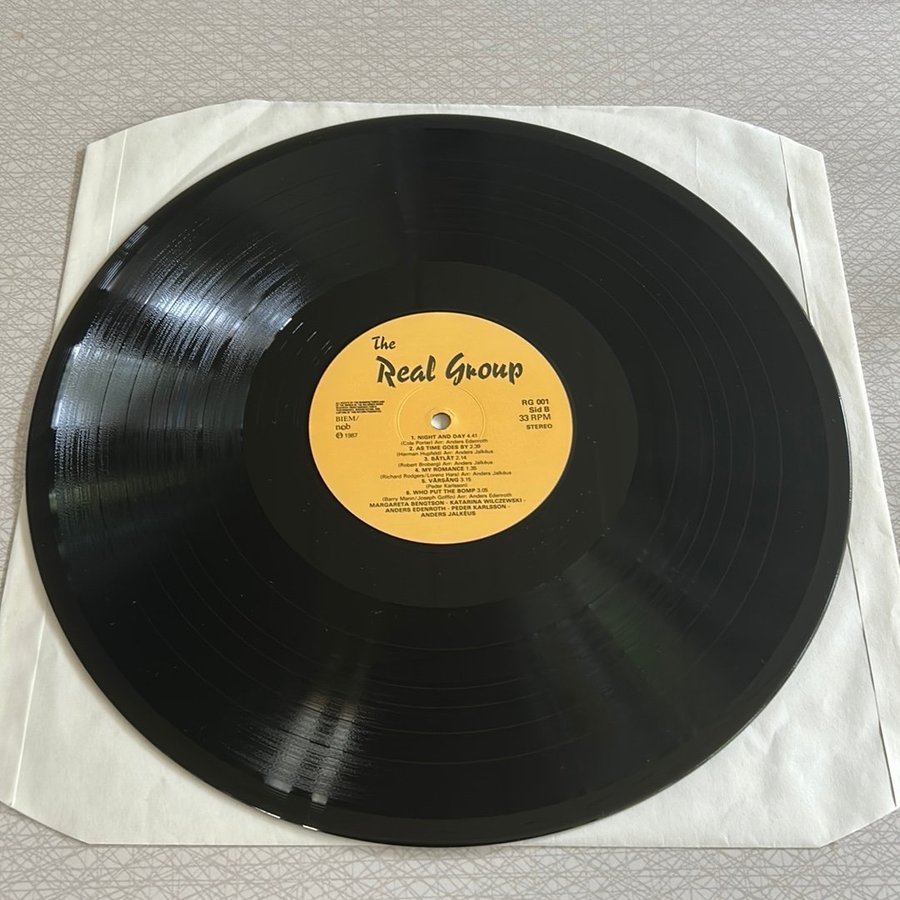 The
Real Group
RG 001
Sid B
33 RPM
STEREO
BIEM/
nob
Ⓟ 1987
1. NIGHT AND DAY 4.41
(Cole Porter) Arr: Anders Edenroth
2. AS TIME GOES BY 2.39
(Herman Hupfeld) Arr: Anders Jalkéus
3. BÅTLÅT 2.14
(Robert Broberg) Arr: Anders Jalkéus
4. MY ROMANCE 1.35
(Richard Rodgers/Lorenz Hara) Arr: Anders Jalkéus
5. VÅRSÅNG 3.15
(Peder Karlsson)
6. WHO PUT THE BOMP 3.05
(Barry Mann/Joseph Griffin) Arr: Anders Edenroth
MARGARETA BENGTSON - KATARINA WILCZEWSKI -
ANDERS EDENROTH - PEDER KARLSSON -
ANDERS JALKÉUS